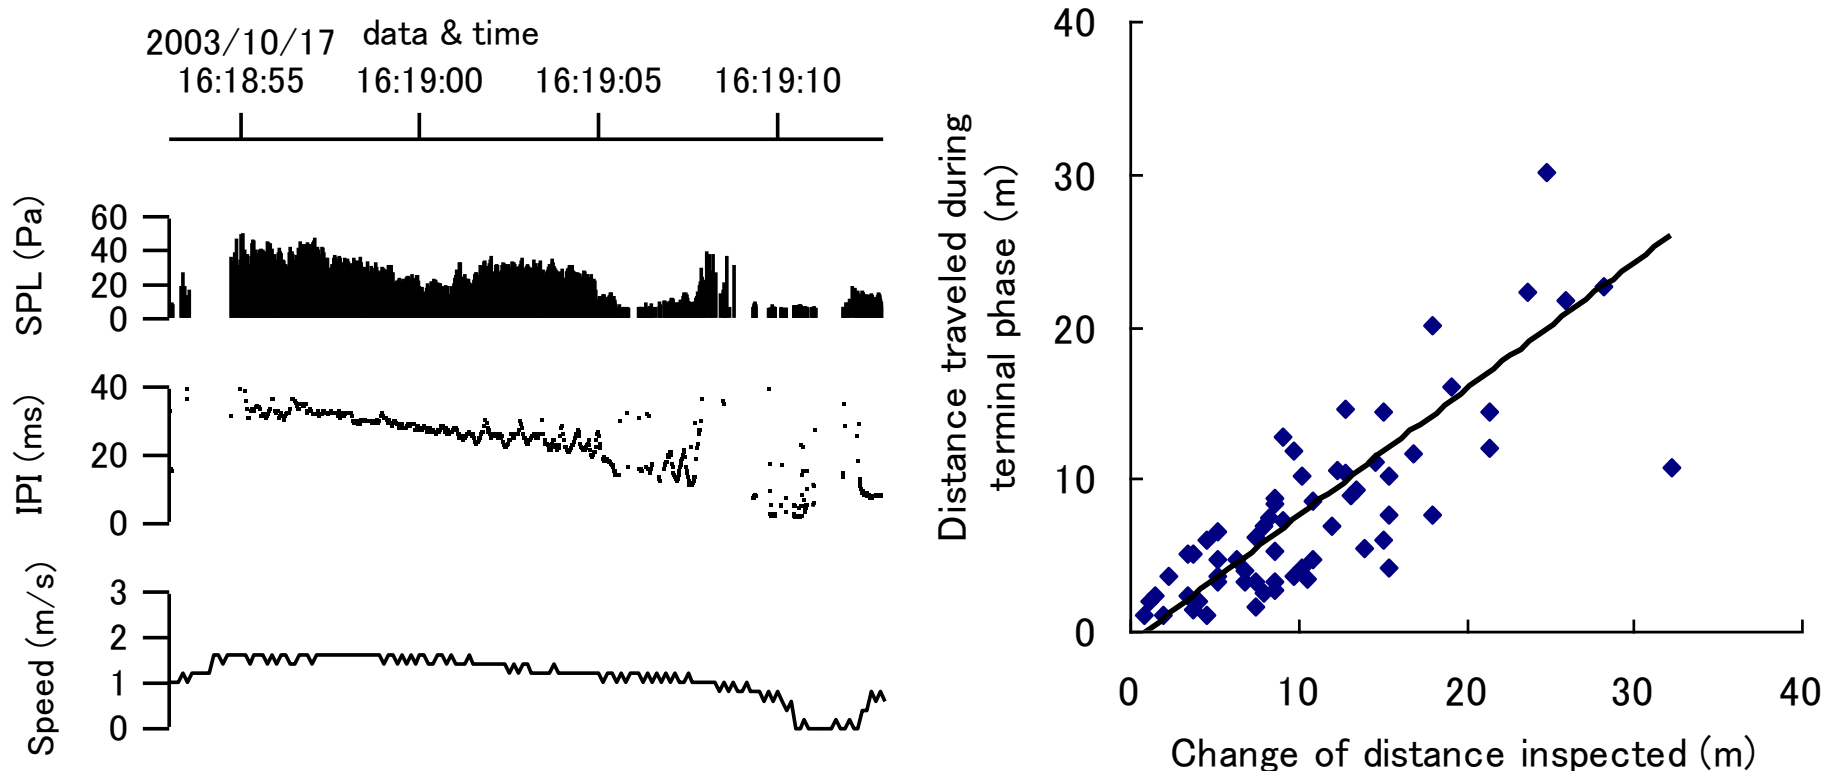 2003/10/17 data & time
16:18:55 16:19:00 16:19:05 16:19:10
SPL (Pa)
60
40
20
0
IPI (ms)
40
20
0
Speed (m/s)
3
2
1
0
Distance traveled during
terminal phase (m)
40
30
20
10
0
0 10 20 30 40
Change of distance inspected (m)